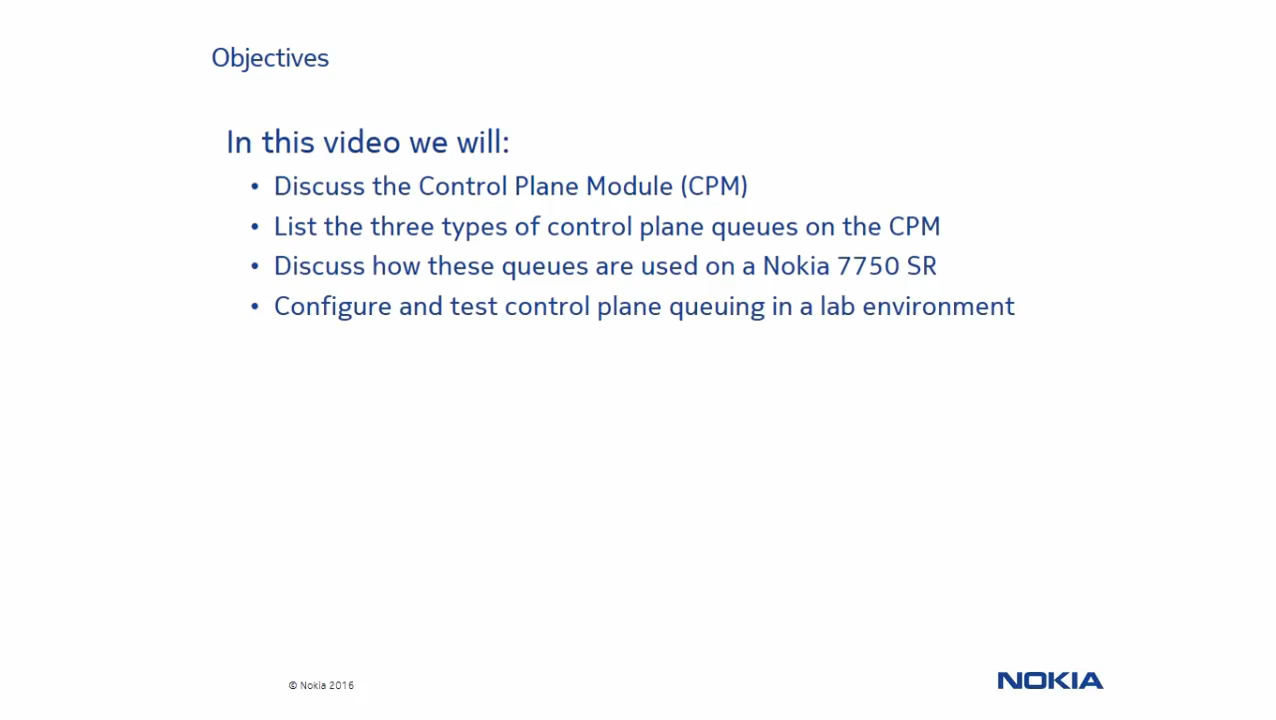 Objectives
In this video we will:
• Discuss the Control Plane Module (CPM)
• List the three types of control plane queues on the CPM
• Discuss how these queues are used on a Nokia 7750 SR
• Configure and test control plane queuing in a lab environment
© Nokia 2016
NOKIA